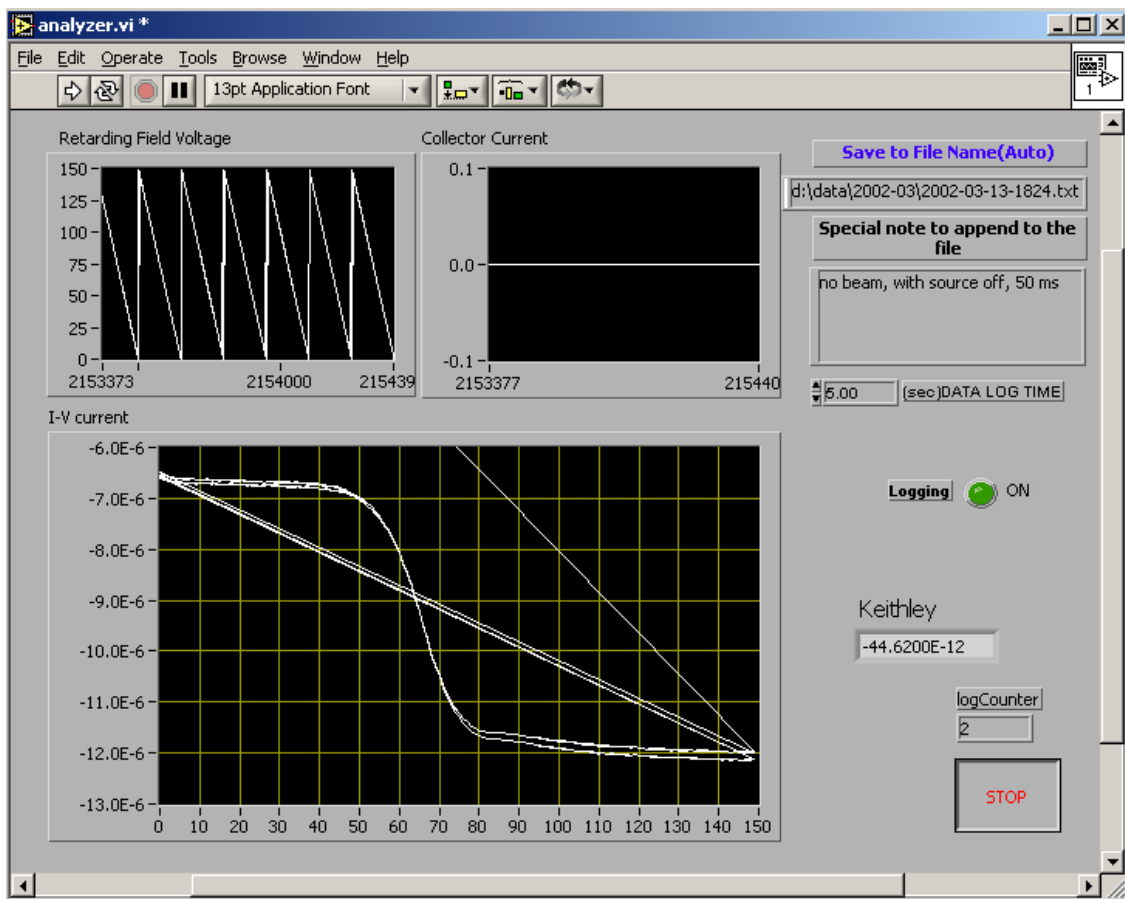 analyzer.vi *
File Edit Operate Tools Browse Window Help
13pt Application Font
1
Retarding Field Voltage
150
125
100
75
50
25
0
2153373 2154000 215439
Collector Current
0.1
0.0
-0.1
2153377 215440
Save to File Name(Auto)
d:\data\2002-03\2002-03-13-1824.txt
Special note to append to the
file
no beam, with source off, 50 ms
5.00 (sec)DATA LOG TIME
I-V current
-6.0E-6
-7.0E-6
-8.0E-6
-9.0E-6
-10.0E-6
-11.0E-6
-12.0E-6
-13.0E-6
0 10 20 30 40 50 60 70 80 90 100 110 120 130 140 150
Logging ON
Keithley
-44.6200E-12
logCounter
2
STOP